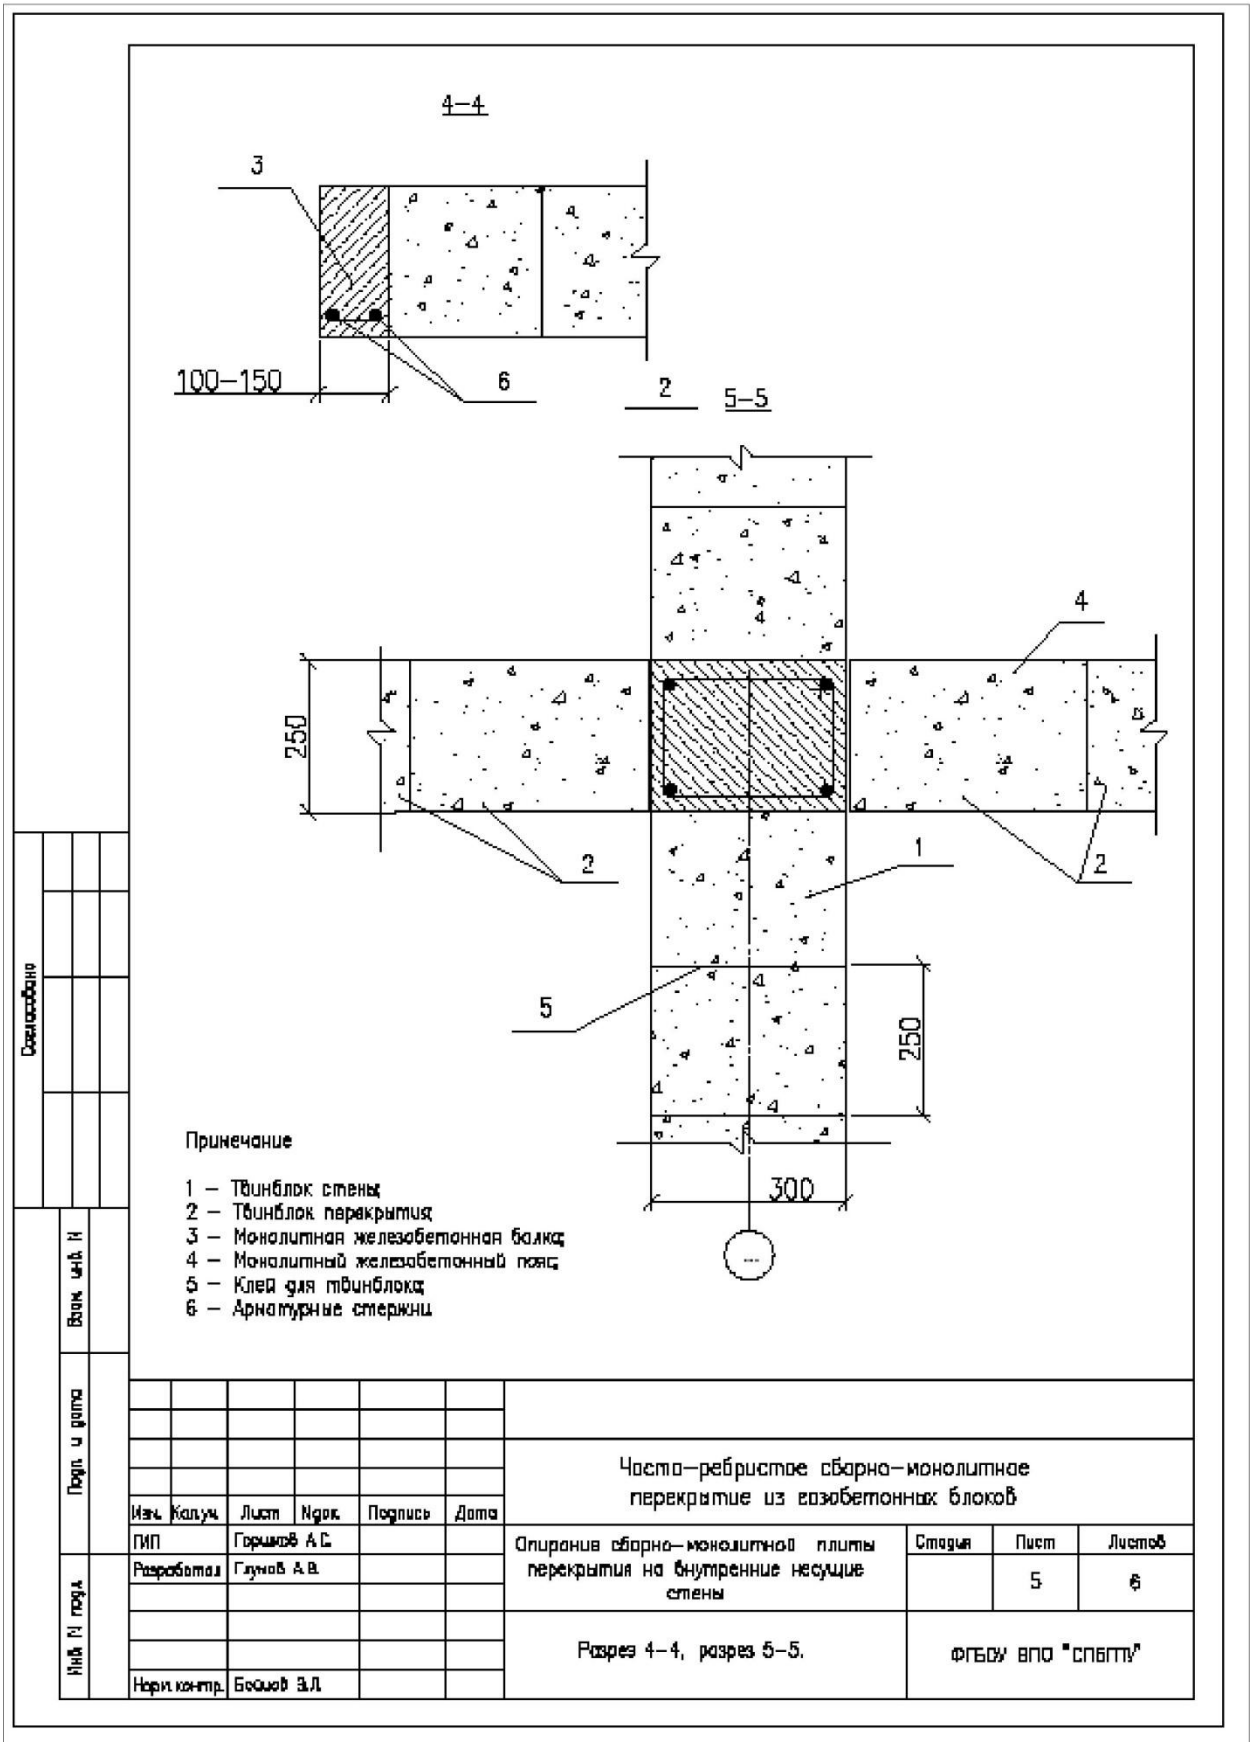 4-4
3
100-150
6
2
5-5
4
250
2
1
2
5
250
300
...
Примечание
1 - Твинблок стены;
2 - Твинблок перекрытия;
3 - Монолитная железобетонная балка;
4 - Монолитный железобетонный пояс;
5 - Клей для твинблока;
6 - Арматурные стержни.
Согласовано
Взам. инв. N
Подп. и дата
Инв. N подл.
Часто-ребристое сборно-монолитное
перекрытие из газобетонных блоков
Изм. Кол.уч. Лист Nдок. Подпись Дата
ГИП Горшков А.С.
Разработал Глумов А.В.
Опирание сборно-монолитной плиты
перекрытия на внутренние несущие
стены
Стадия Лист Листов
5 6
Разрез 4-4, разрез 5-5.
ФГБОУ ВПО "СПБГПУ"
Норм. контр.